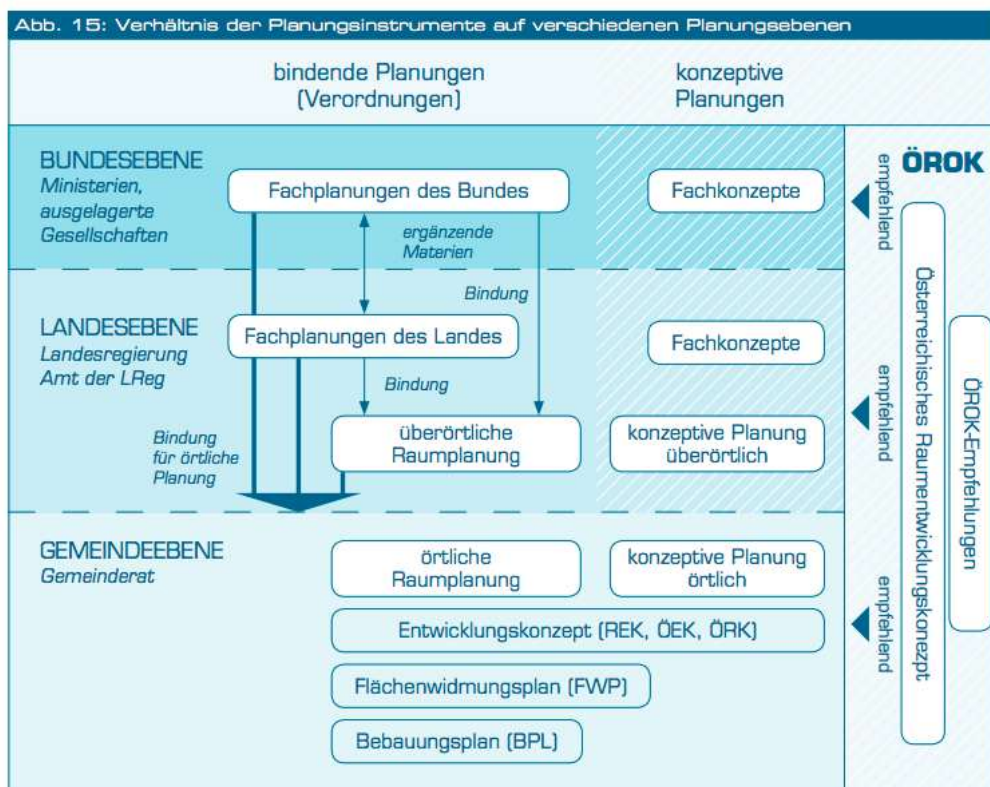 Abb. 15: Verhältnis der Planungsinstrumente auf verschiedenen Planungsebenen
bindende Planungen
(Verordnungen)
konzeptive
Planungen
BUNDESEBENE
Ministerien,
ausgelagerte
Gesellschaften
Fachplanungen des Bundes
Fachkonzepte
ergänzende
Materien
Bindung
LANDESEBENE
Landesregierung
Amt der LReg
Fachplanungen des Landes
Fachkonzepte
Bindung
Bindung
für örtliche
Planung
überörtliche
Raumplanung
konzeptive Planung
überörtlich
GEMEINDEEBENE
Gemeinderat
örtliche
Raumplanung
konzeptive Planung
örtlich
Entwicklungskonzept (REK, ÖEK, ÖRK)
Flächenwidmungsplan (FWP)
Bebauungsplan (BPL)
ÖROK
empfehlend
empfehlend
empfehlend
Österreichisches Raumentwicklungskonezpt
ÖROK-Empfehlungen